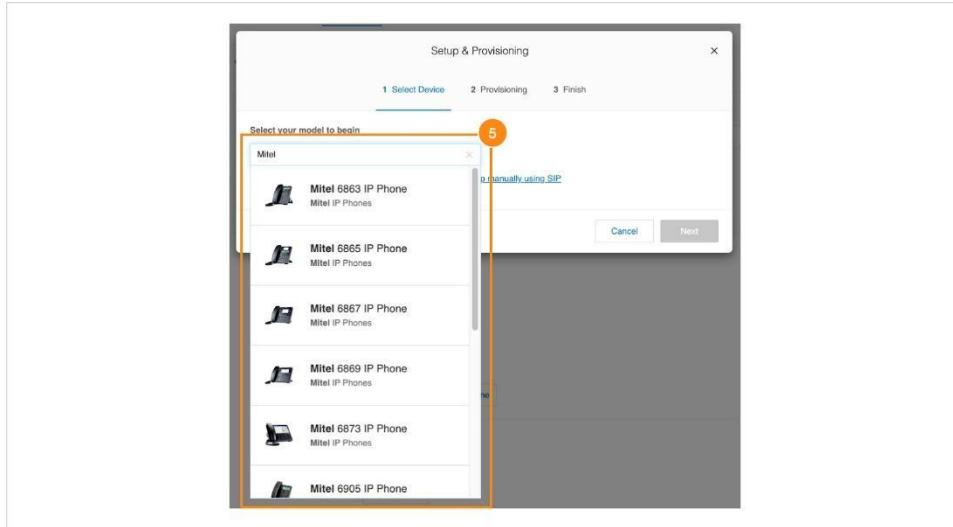 Setup & Provisioning
1 Select Device 2 Provisioning 3 Finish
Select your model to begin
5
Mitel
p manually using SIP
Mitel 6863 IP Phone
Mitel IP Phones
Cancel Next
Mitel 6865 IP Phone
Mitel IP Phones
Mitel 6867 IP Phone
Mitel IP Phones
Mitel 6869 IP Phone
Mitel IP Phones
Mitel 6873 IP Phone
Mitel IP Phones
Mitel 6905 IP Phone